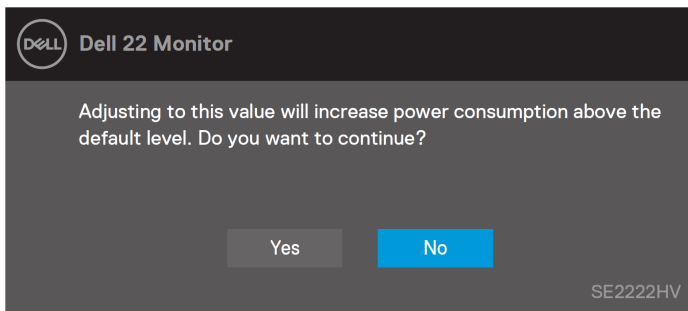 DELL
Dell 22 Monitor
Adjusting to this value will increase power consumption above the
default level. Do you want to continue?
Yes
No
SE2222HV